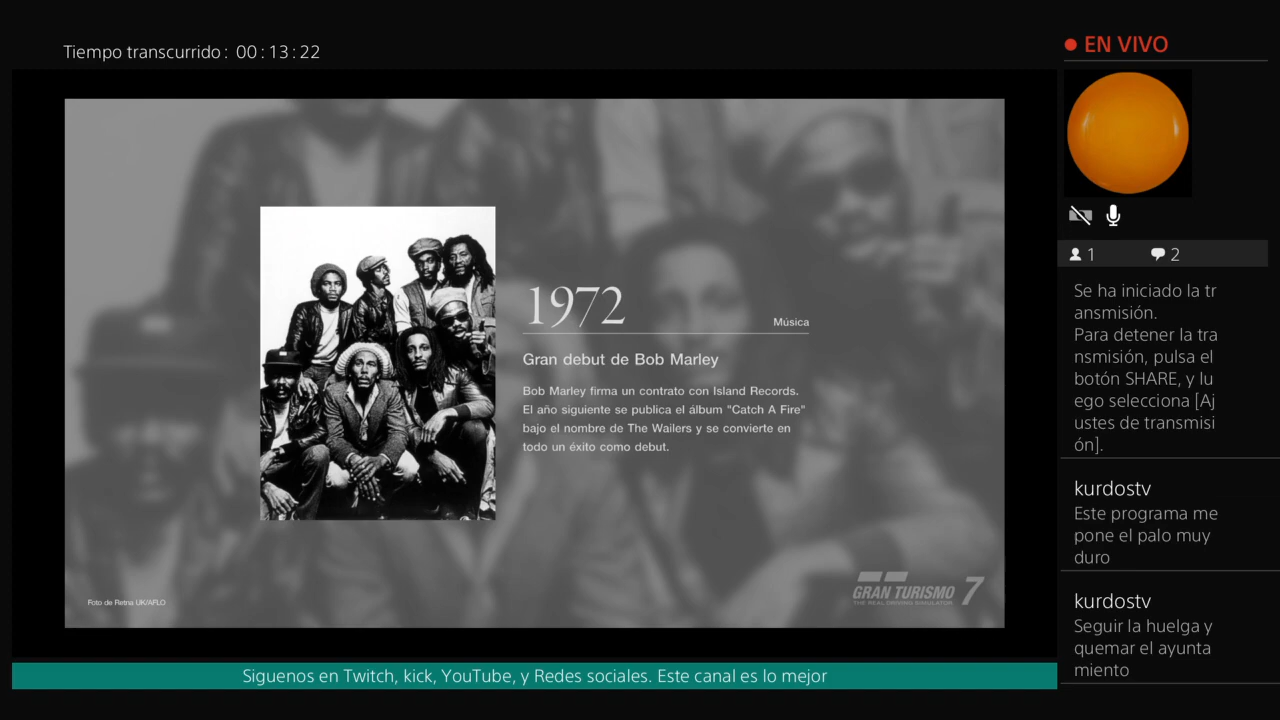 Tiempo transcurrido : 00 : 13 : 22
EN VIVO
1972
Música
Gran debut de Bob Marley
Bob Marley firma un contrato con Island Records.
El año siguiente se publica el álbum "Catch A Fire"
bajo el nombre de The Wailers y se convierte en
todo un éxito como debut.
Foto de Retna UK/AFLO
GRAN TURISMO 7
THE REAL DRIVING SIMULATOR
1
2
Se ha iniciado la tr
ansmisión.
Para detener la tra
nsmisión, pulsa el
botón SHARE, y lu
ego selecciona [Aj
ustes de transmisi
ón].
kurdostv
Este programa me
pone el palo muy
duro
kurdostv
Seguir la huelga y
quemar el ayunta
miento
Siguenos en Twitch, kick, YouTube, y Redes sociales. Este canal es lo mejor